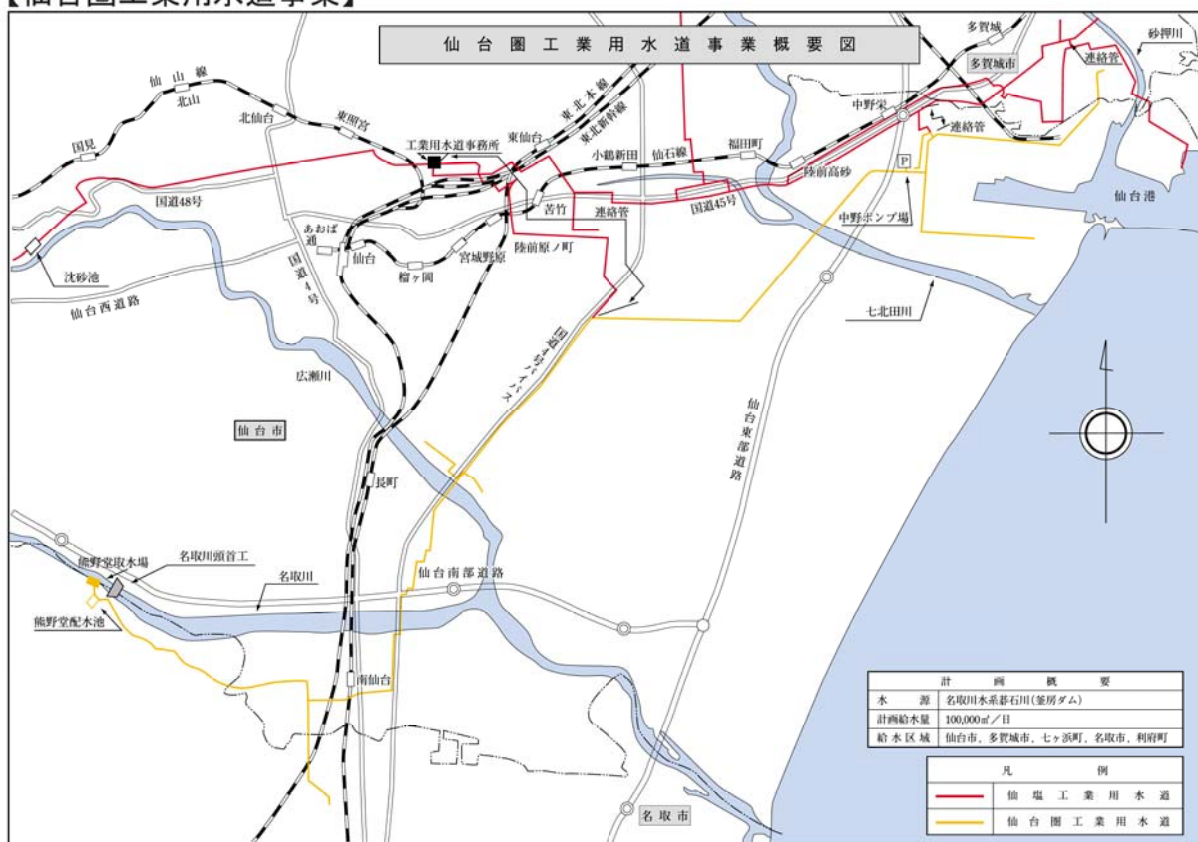 【仙台圏工業用水道事業】
仙台圏工業用水道事業概要図
多賀城
砂押川
仙山線
北山
多賀城市
連絡管
北仙台
東照宮
東北本線
東北新幹線
中野栄
国見
工業用水道事務所
東仙台
連絡管
小鶴新田
仙石線
福田町
陸前高砂
P
国道48号
苦竹
連絡管
国道45号
仙台港
中野ポンプ場
あおば通
仙台
宮城野原
陸前原ノ町
沈砂池
榴ヶ岡
国道4号
仙台西道路
七北田川
国道4号バイパス
広瀬川
仙台市
仙台東部道路
長町
熊野堂取水場
名取川頭首工
名取川
仙台南部道路
熊野堂配水池
南仙台
計画概要
水源 名取川水系碁石川(釜房ダム)
計画給水量 100,000㎥/日
給水区域 仙台市、多賀城市、七ヶ浜町、名取市、利府町
凡例
仙塩工業用水道
仙台圏工業用水道
名取市